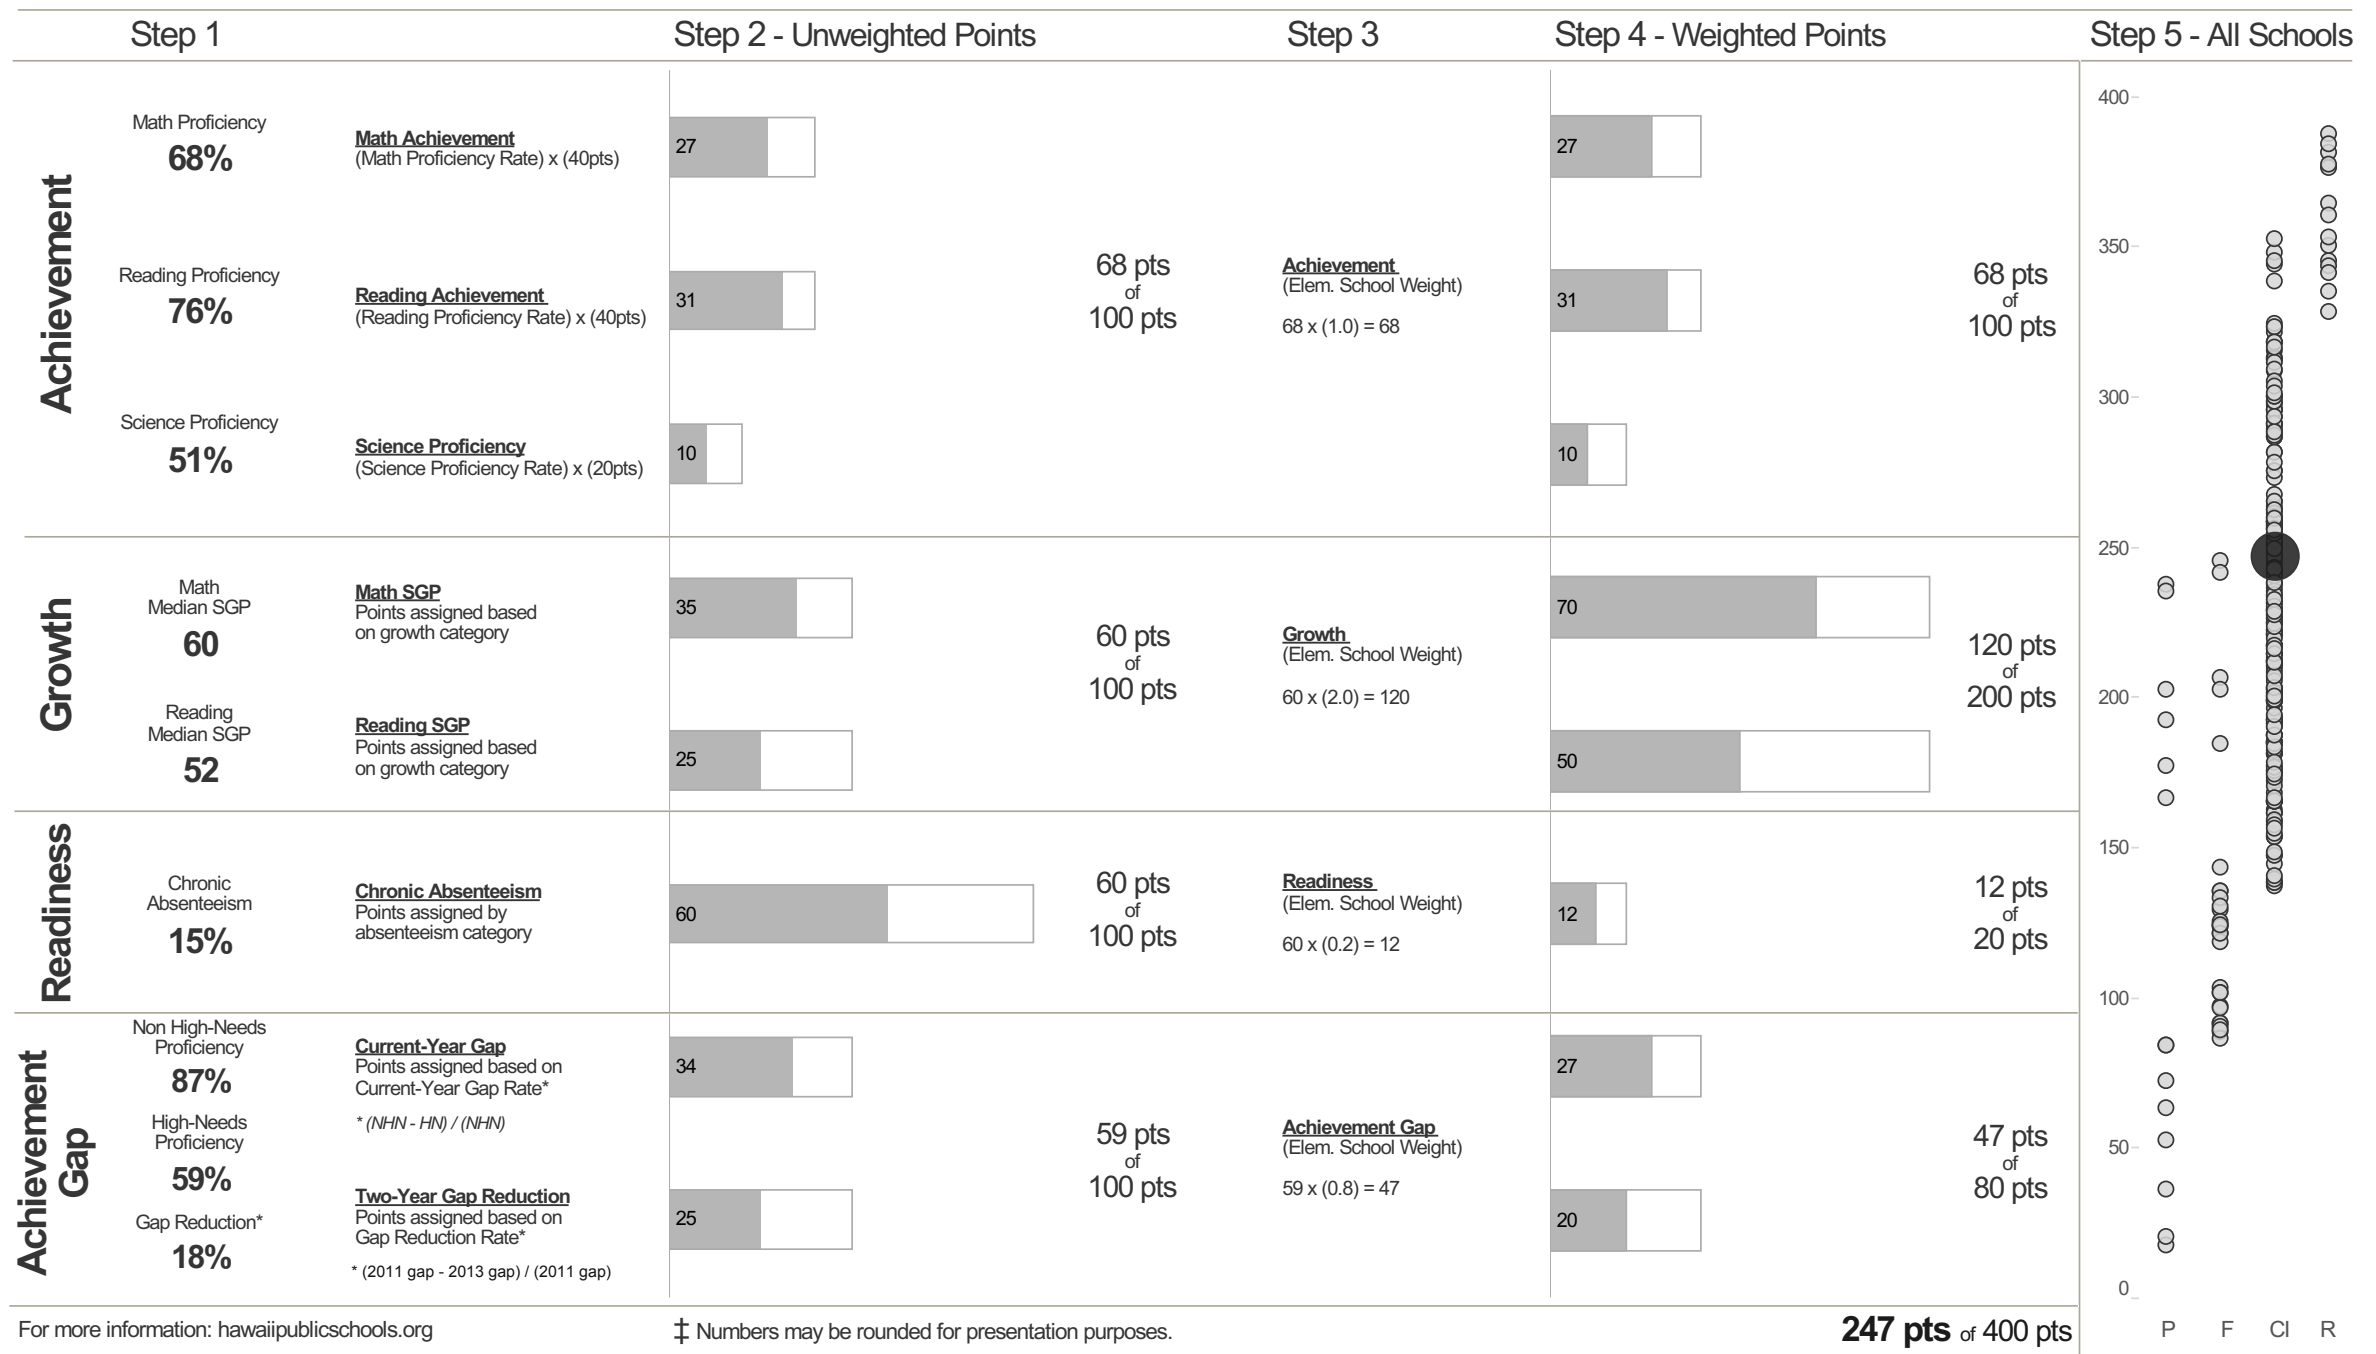 Step 1
Step 2 - Unweighted Points
Step 3
Step 4 - Weighted Points
Step 5 - All Schools
Achievement
Math Proficiency
68%
Math Achievement
(Math Proficiency Rate) x (40pts)
27
27
Reading Proficiency
76%
Reading Achievement
(Reading Proficiency Rate) x (40pts)
31
68 pts
of
100 pts
Achievement
(Elem. School Weight)
68 x (1.0) = 68
31
68 pts
of
100 pts
Science Proficiency
51%
Science Proficiency
(Science Proficiency Rate) x (20pts)
10
10
Growth
Math
Median SGP
60
Math SGP
Points assigned based
on growth category
35
60 pts
of
100 pts
Growth
(Elem. School Weight)
60 x (2.0) = 120
70
120 pts
of
200 pts
Reading
Median SGP
52
Reading SGP
Points assigned based
on growth category
25
50
Readiness
Chronic
Absenteeism
15%
Chronic Absenteeism
Points assigned by
absenteeism category
60
60 pts
of
100 pts
Readiness
(Elem. School Weight)
60 x (0.2) = 12
12
12 pts
of
20 pts
Achievement
Gap
Non High-Needs
Proficiency
87%
High-Needs
Proficiency
59%
Gap Reduction*
18%
Current-Year Gap
Points assigned based on
Current-Year Gap Rate*
* (NHN - HN) / (NHN)
Two-Year Gap Reduction
Points assigned based on
Gap Reduction Rate*
* (2011 gap - 2013 gap) / (2011 gap)
34
25
59 pts
of
100 pts
Achievement Gap
(Elem. School Weight)
59 x (0.8) = 47
27
20
47 pts
of
80 pts
400
350
300
250
200
150
100
50
0
P F CI R
For more information: hawaiipublicschools.org
‡ Numbers may be rounded for presentation purposes.
247 pts of 400 pts